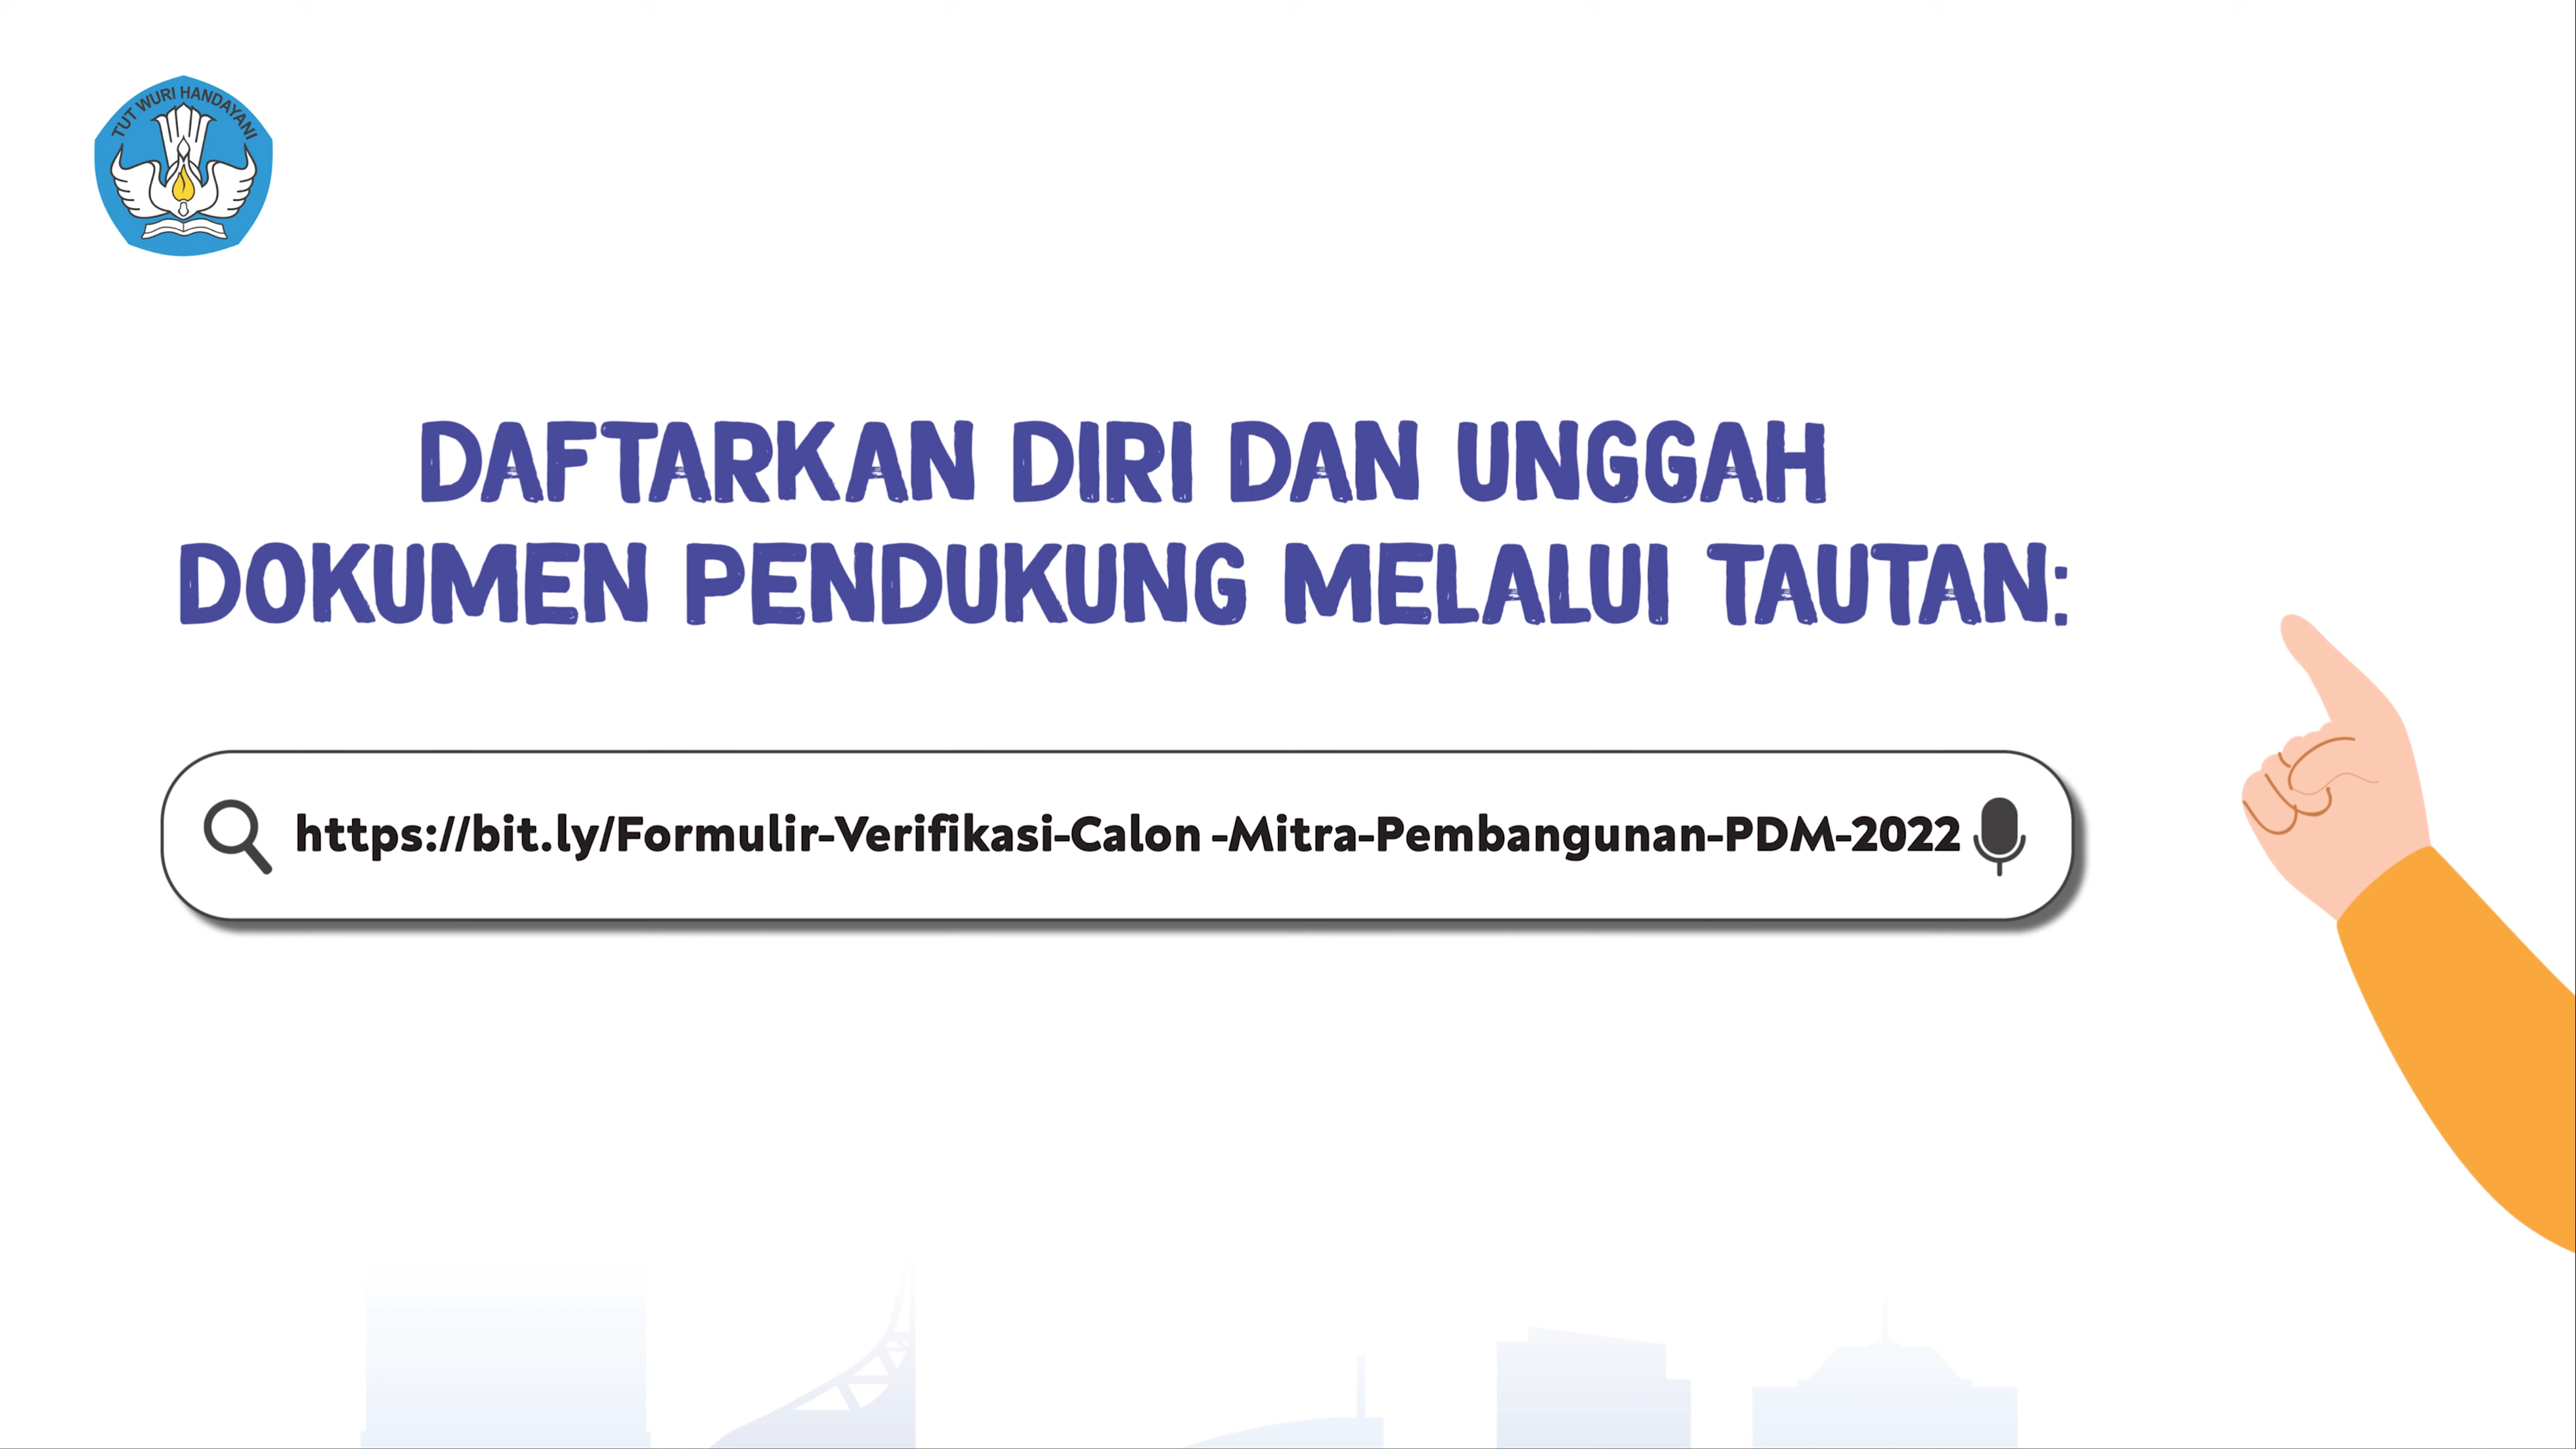 TUT WURI HANDAYANI
DAFTARKAN DIRI DAN UNGGAH
DOKUMEN PENDUKUNG MELALUI TAUTAN:
https://bit.ly/Formulir-Verifikasi-Calon -Mitra-Pembangunan-PDM-2022